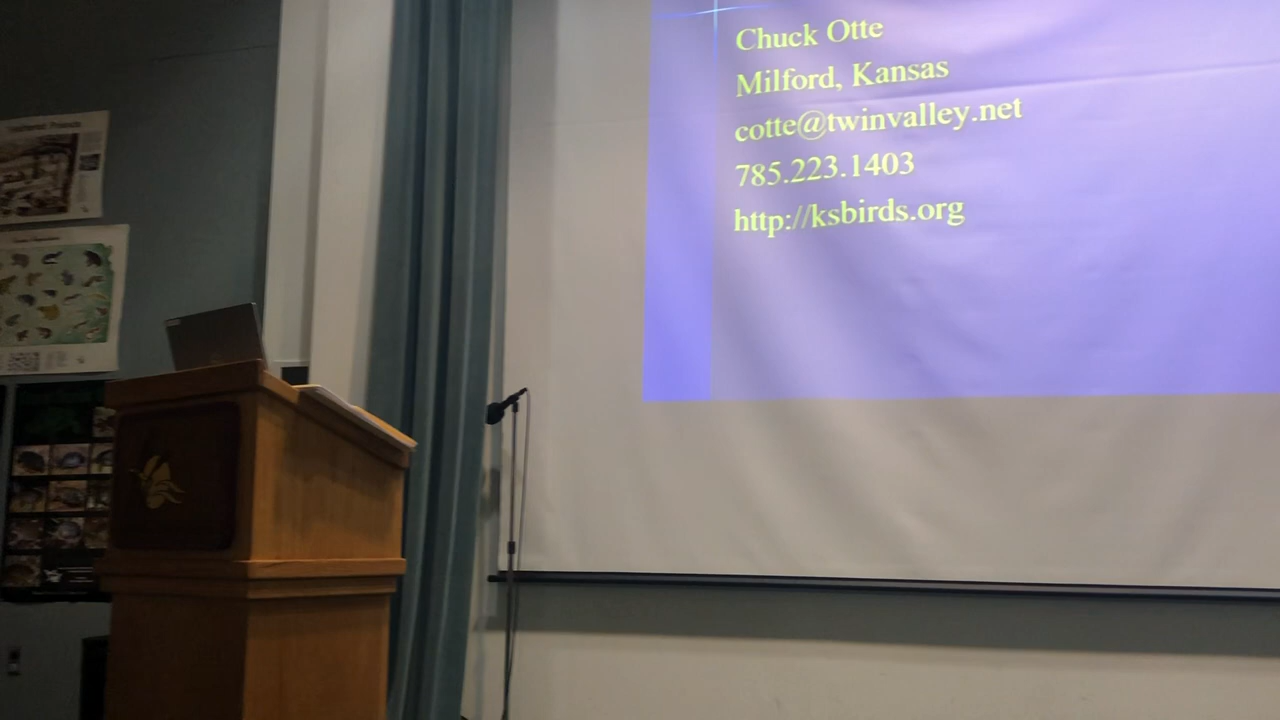 Chuck Otte
Milford, Kansas
cotte@twinvalley.net
785.223.1403
http://ksbirds.org